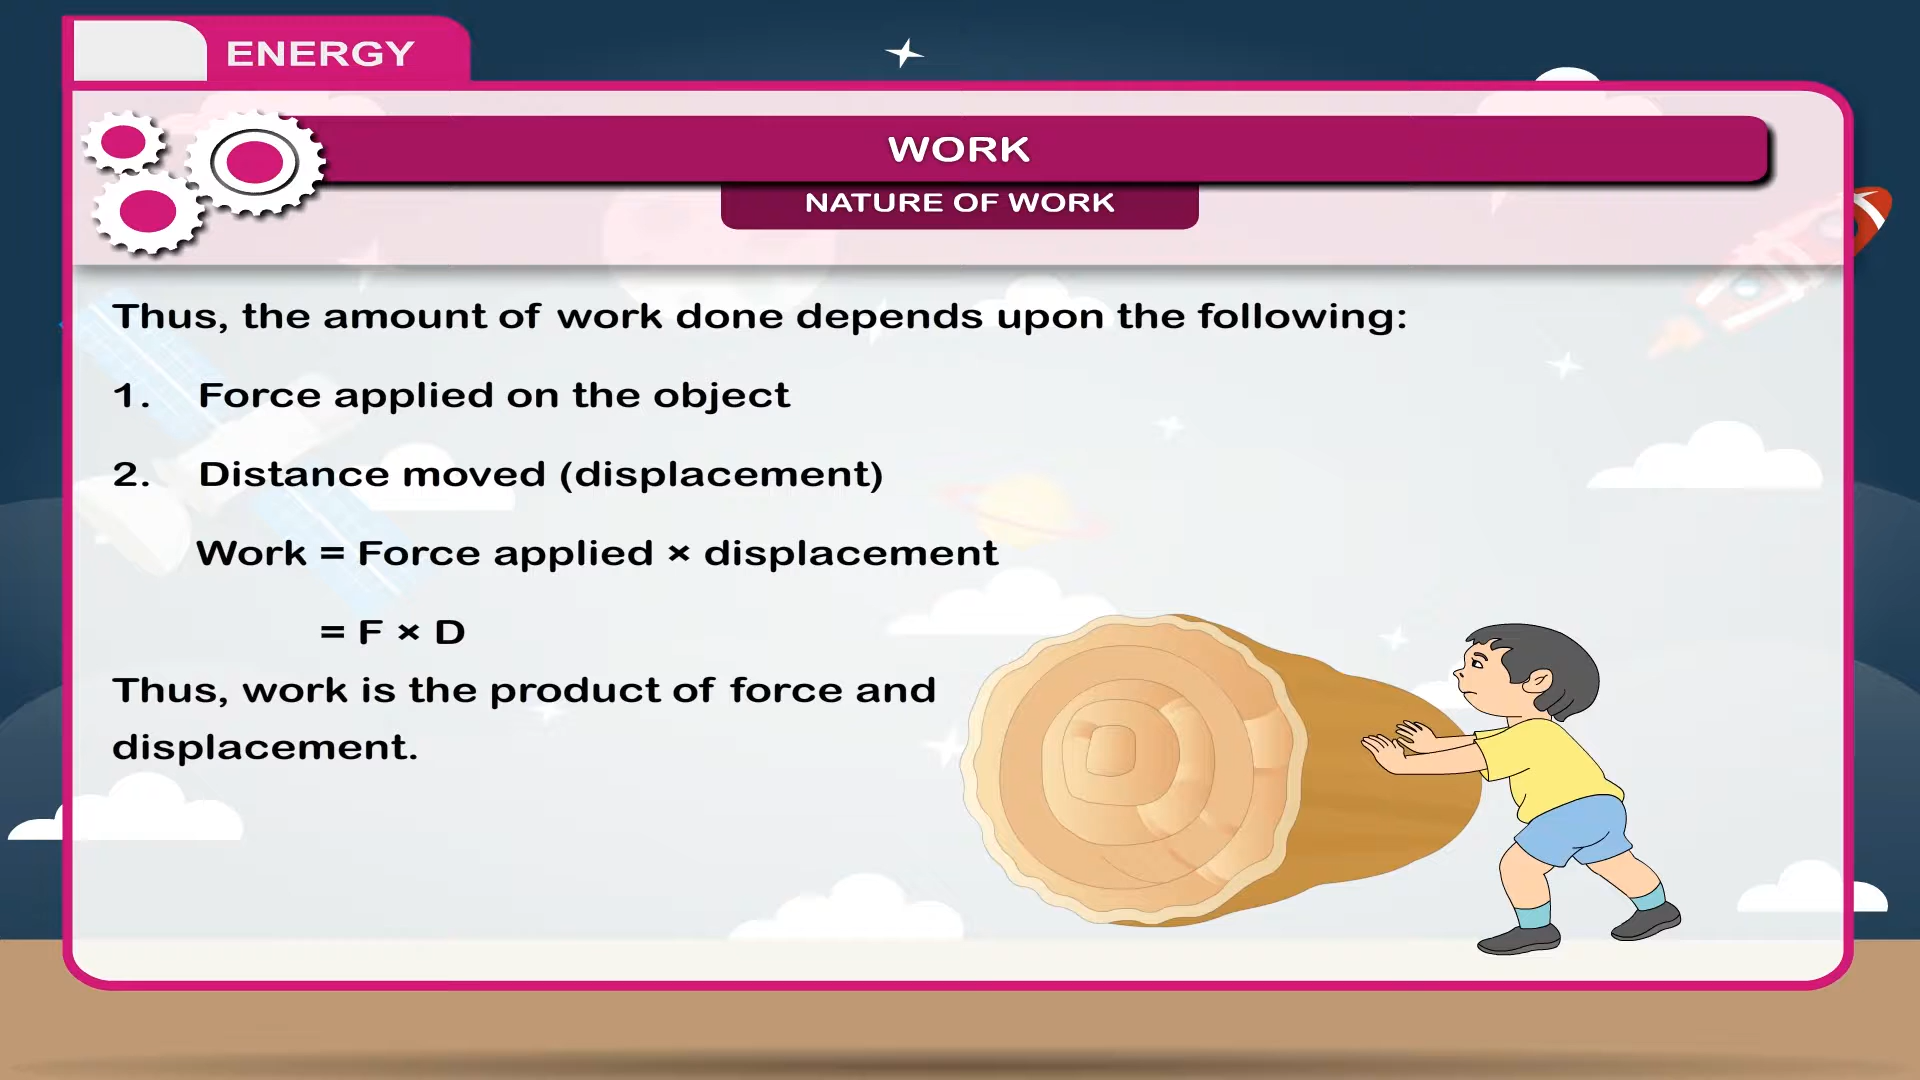 ENERGY
WORK
NATURE OF WORK
Thus, the amount of work done depends upon the following:
1. Force applied on the object
2. Distance moved (displacement)
Work = Force applied × displacement
= F × D
Thus, work is the product of force and
displacement.